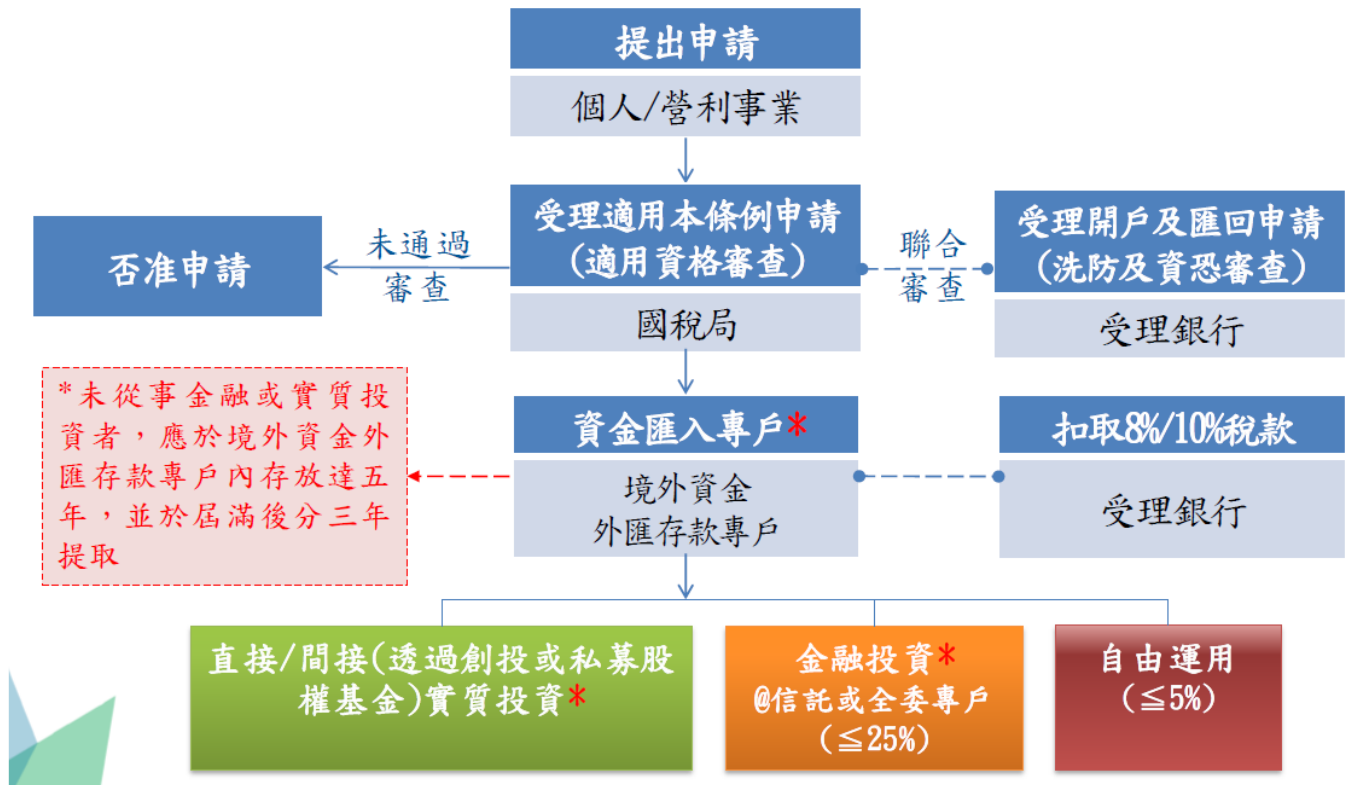 提出申請
個人/營利事業
受理適用本條例申請
(適用資格審查)
國稅局
聯合
審查
受理開戶及匯回申請
(洗防及資恐審查)
受理銀行
未通過
審查
否准申請
*未從事金融或實質投
資者，應於境外資金外
匯存款專戶內存放達五
年，並於屆滿後分三年
提取
資金匯入專戶*
境外資金
外匯存款專戶
扣取8%/10%稅款
受理銀行
直接/間接(透過創投或私募股
權基金)實質投資*
金融投資*
@信託或全委專戶
(≦25%)
自由運用
(≦5%)